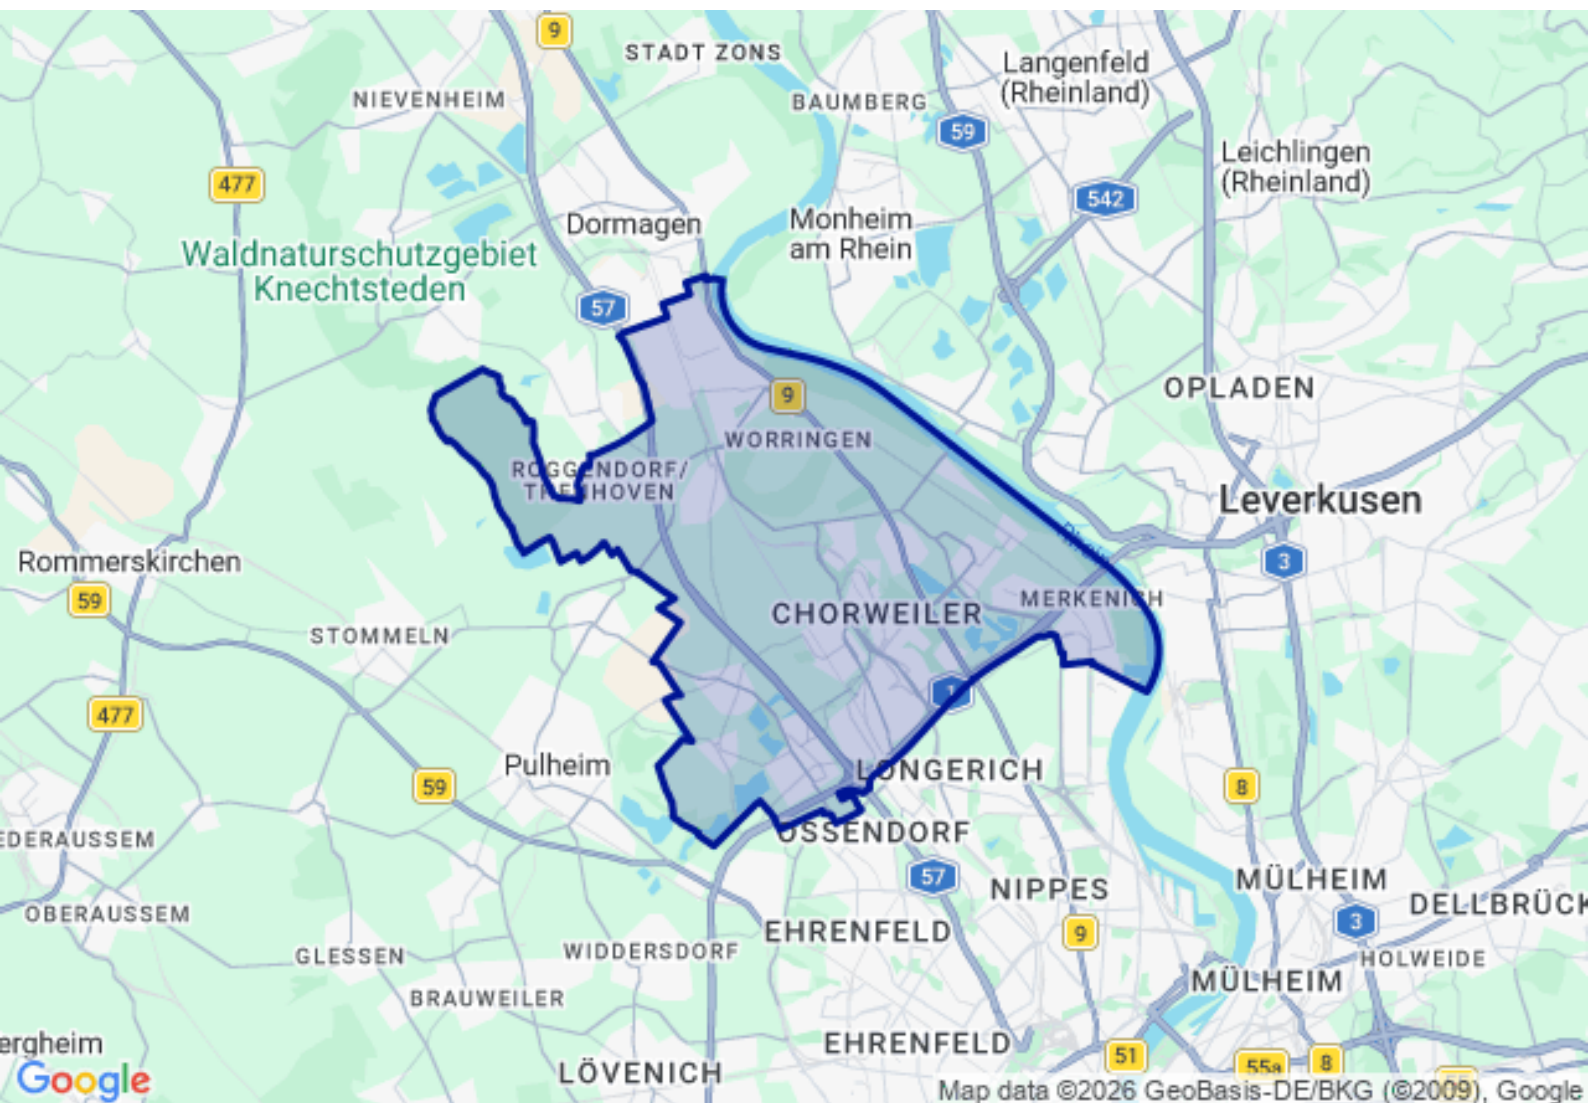 9
STADT ZONS
Langenfeld
(Rheinland)
NIEVENHEIM
BAUMBERG
59
Leichlingen
(Rheinland)
477
542
Dormagen
Monheim
am Rhein
Waldnaturschutzgebiet
Knechtsteden
57
OPLADEN
9
WORRINGEN
ROGGENDORF/
THENHOVEN
Leverkusen
Rhein
Rommerskirchen
3
59
MERKENICH
CHORWEILER
STOMMELN
1
477
Pulheim
LONGERICH
59
8
OSSENDORF
EDERAUSSEM
57
NIPPES
MÜLHEIM
DELLBRÜCK
OBERAUSSEM
3
EHRENFELD
9
WIDDERSDORF
GLESSEN
HOLWEIDE
MÜLHEIM
BRAUWEILER
ergheim
EHRENFELD
51
55a
8
LÖVENICH
Google
Map data ©2026 GeoBasis-DE/BKG (©2009), Google